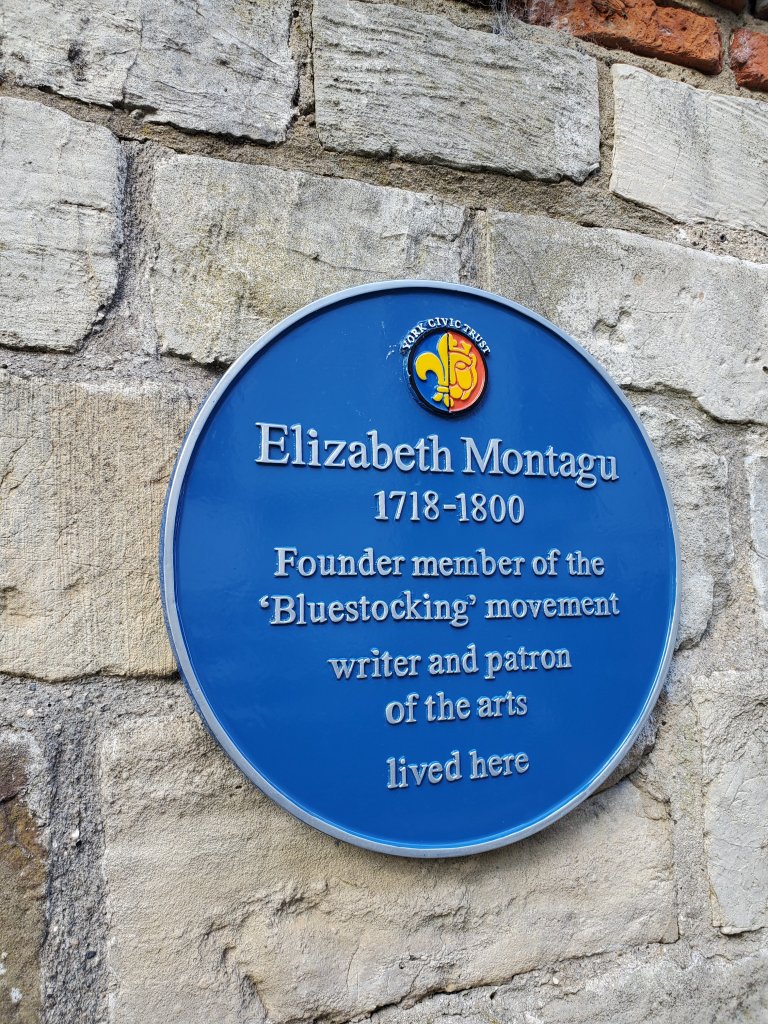 YORK CIVIC TRUST
Elizabeth Montagu
1718-1800
Founder member of the
‘Bluestocking’ movement
writer and patron
of the arts
lived here